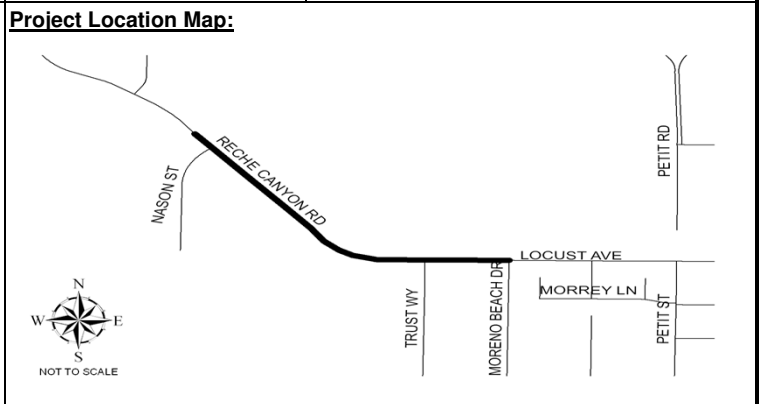 Project Location Map:
RECHE CANYON RD
NASON ST
PETIT RD
LOCUST AVE
MORREY LN
TRUST WY
MORENO BEACH DR
PETIT ST
N
W
E
S
NOT TO SCALE